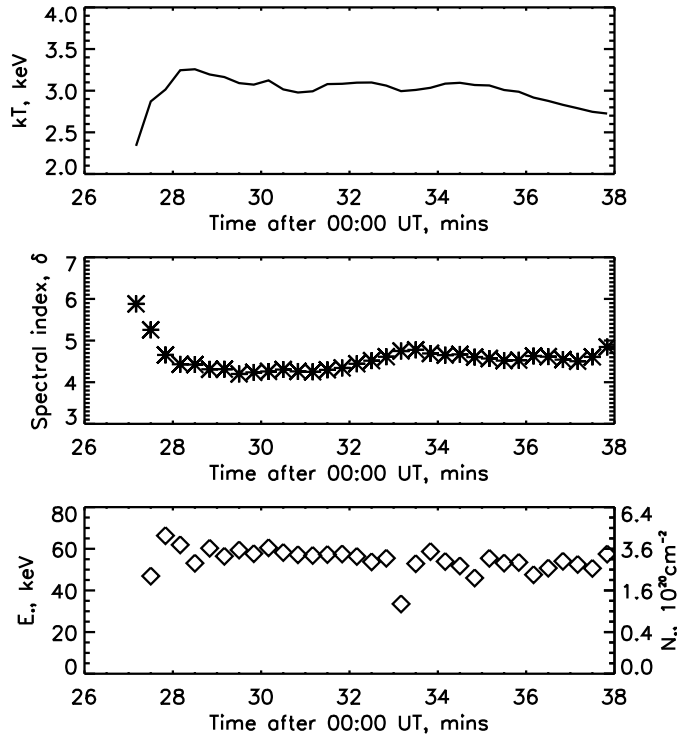 4.0
3.5
3.0
2.5
2.0
kT, keV
26 28 30 32 34 36 38
Time after 00:00 UT, mins
7
6
5
4
3
Spectral index, δ
26 28 30 32 34 36 38
Time after 00:00 UT, mins
80
60
40
20
0
E*, keV
6.4
3.6
1.6
0.4
0.0
N*, 10²⁰cm⁻²
26 28 30 32 34 36 38
Time after 00:00 UT, mins